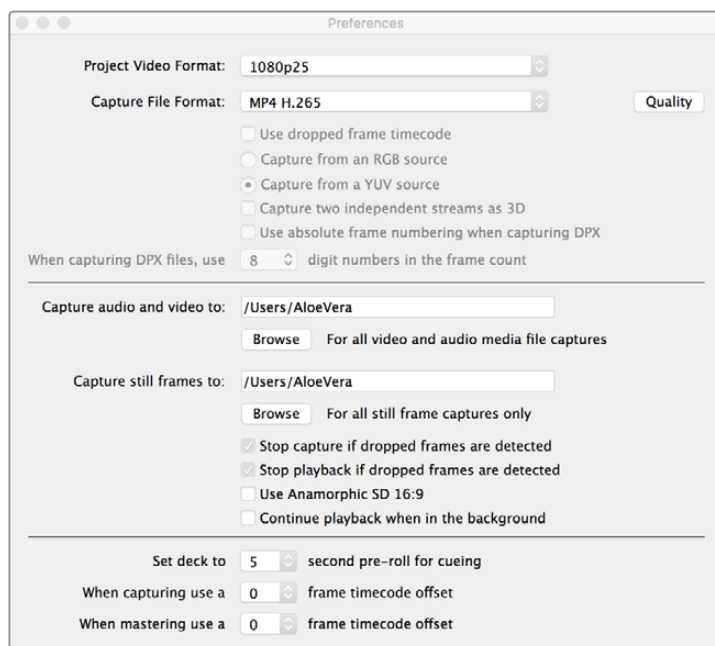 Preferences
Project Video Format: 1080p25
Capture File Format: MP4 H.265 Quality
Use dropped frame timecode
Capture from an RGB source
Capture from a YUV source
Capture two independent streams as 3D
Use absolute frame numbering when capturing DPX
When capturing DPX files, use 8 digit numbers in the frame count
Capture audio and video to: /Users/AloeVera
Browse For all video and audio media file captures
Capture still frames to: /Users/AloeVera
Browse For all still frame captures only
Stop capture if dropped frames are detected
Stop playback if dropped frames are detected
Use Anamorphic SD 16:9
Continue playback when in the background
Set deck to 5 second pre-roll for cueing
When capturing use a 0 frame timecode offset
When mastering use a 0 frame timecode offset